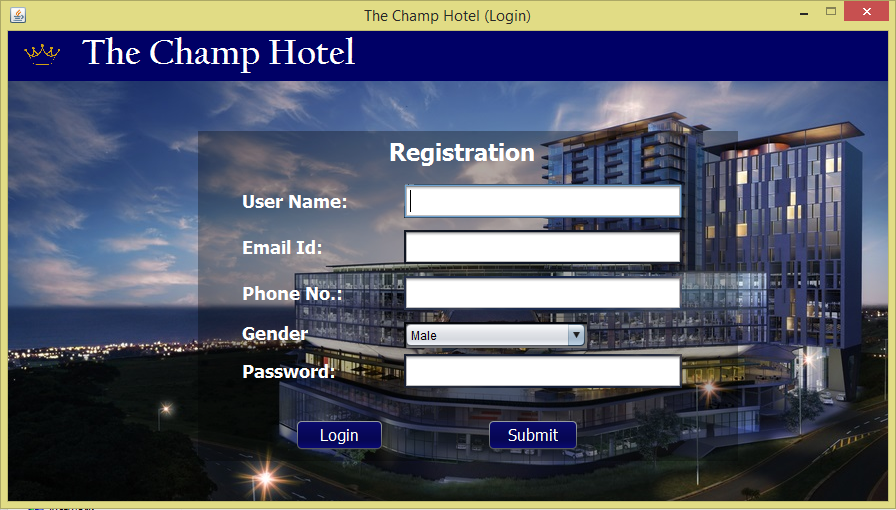 The Champ Hotel (Login)
The Champ Hotel
Registration
User Name:
Email Id:
Phone No.:
Gender
Male
Password:
Login
Submit